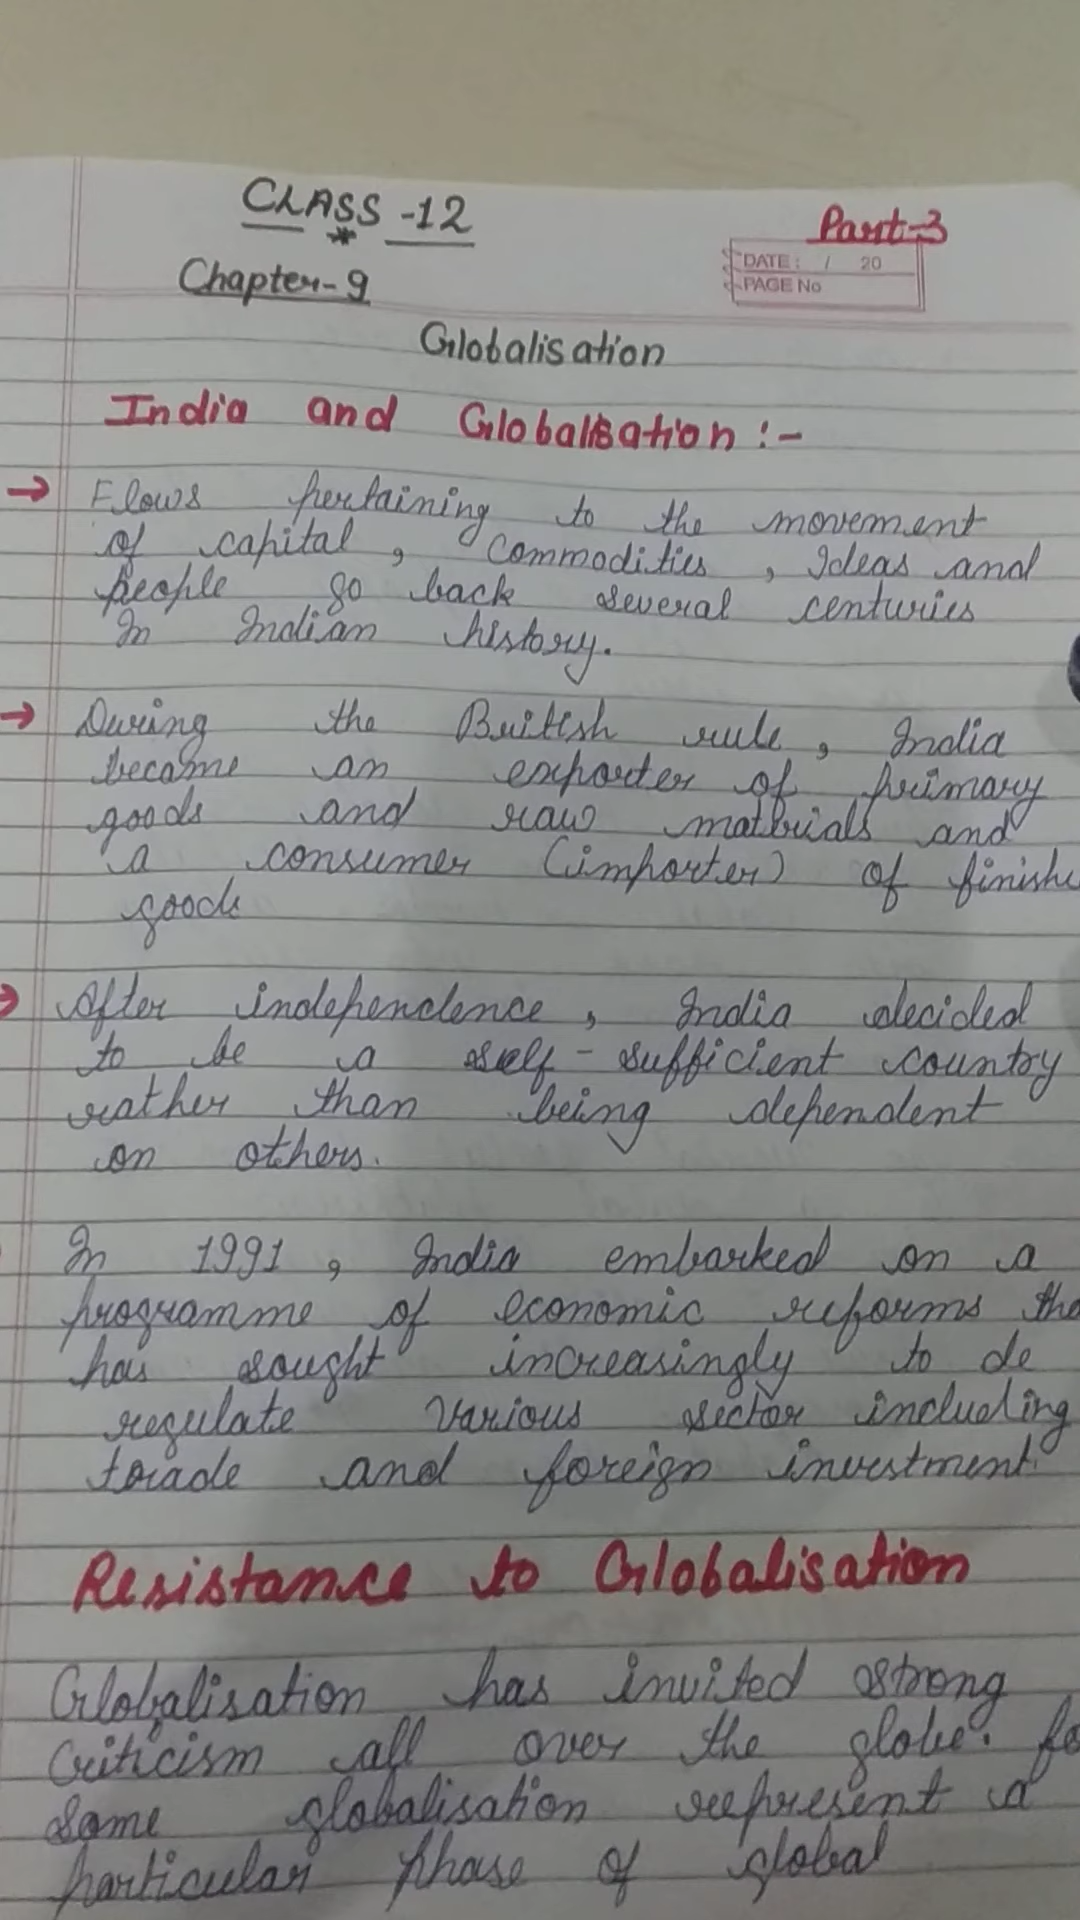 CLASS -12
Part-3
DATE: / 20
PAGE No
Chapter-9
Globalisation
India and Globalisation :-
→ Flows pertaining to the movement
of capital, commodities, Ideas and
people go back several centuries
In Indian history.
→ During the British rule, India
became an exporter of primary
goods and raw materials and
a consumer (importer) of finishe
goods
→ After independence, India decided
to be a self-sufficient country
rather than being dependent
on others.
In 1991, India embarked on a
programme of economic reforms tha
has sought increasingly to de
regulate various sector including
trade and foreign investment.
Resistance to Globalisation
Globalisation has invited strong
criticism all over the globe. fo
some globalisation represent a
particular phase of global